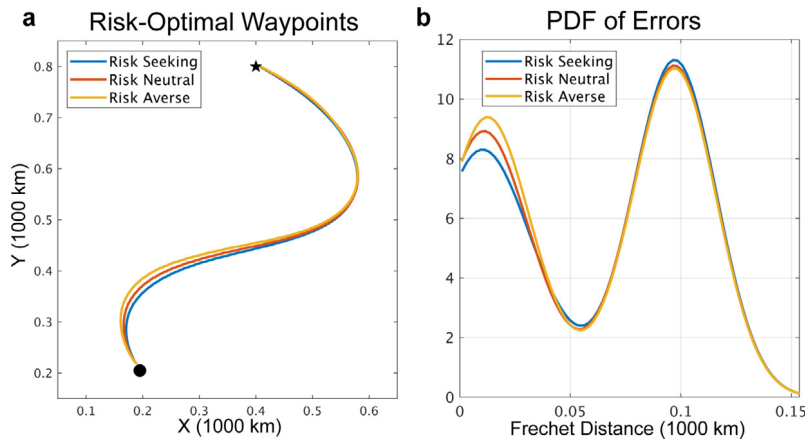 a Risk-Optimal Waypoints
Risk Seeking
Risk Neutral
Risk Averse
0.8
0.7
0.6
0.5
0.4
0.3
0.2
Y (1000 km)
0.1 0.2 0.3 0.4 0.5 0.6
X (1000 km)
b PDF of Errors
Risk Seeking
Risk Neutral
Risk Averse
12
10
8
6
4
2
0
0 0.05 0.1 0.15
Frechet Distance (1000 km)